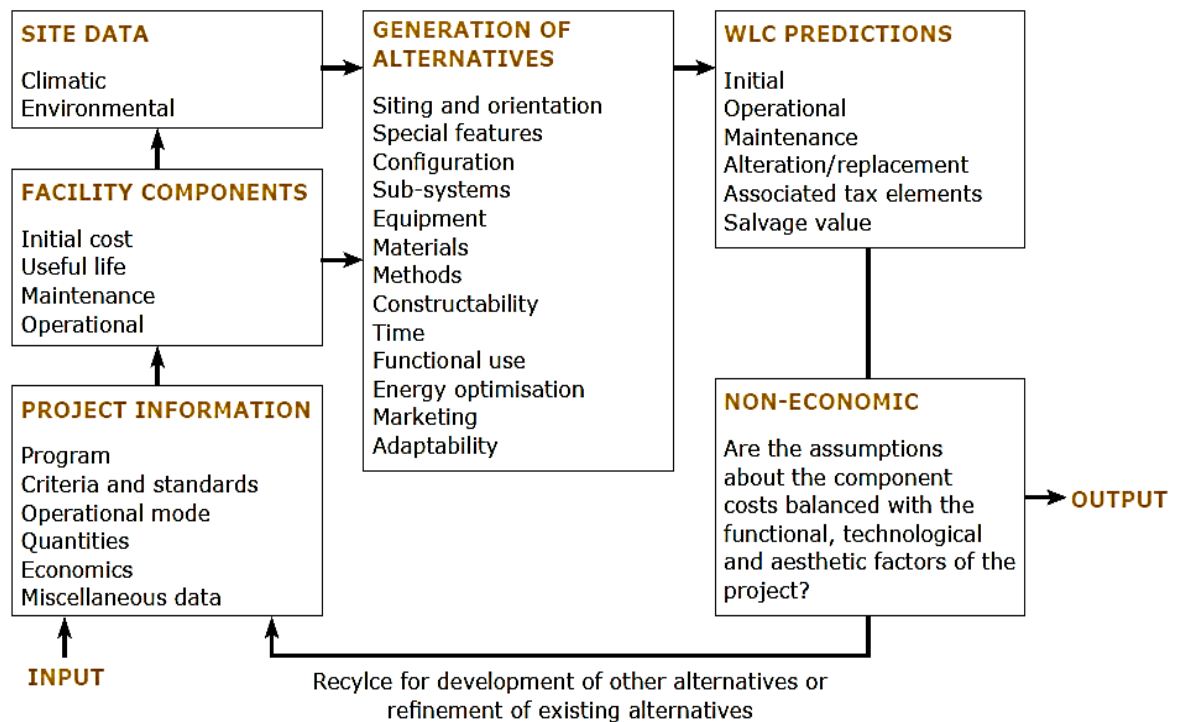 SITE DATA
Climatic
Environmental
FACILITY COMPONENTS
Initial cost
Useful life
Maintenance
Operational
PROJECT INFORMATION
Program
Criteria and standards
Operational mode
Quantities
Economics
Miscellaneous data
INPUT
GENERATION OF
ALTERNATIVES
Siting and orientation
Special features
Configuration
Sub-systems
Equipment
Materials
Methods
Constructability
Time
Functional use
Energy optimisation
Marketing
Adaptability
WLC PREDICTIONS
Initial
Operational
Maintenance
Alteration/replacement
Associated tax elements
Salvage value
NON-ECONOMIC
Are the assumptions
about the component
costs balanced with the
functional, technological
and aesthetic factors of the
project?
OUTPUT
Recylce for development of other alternatives or
refinement of existing alternatives